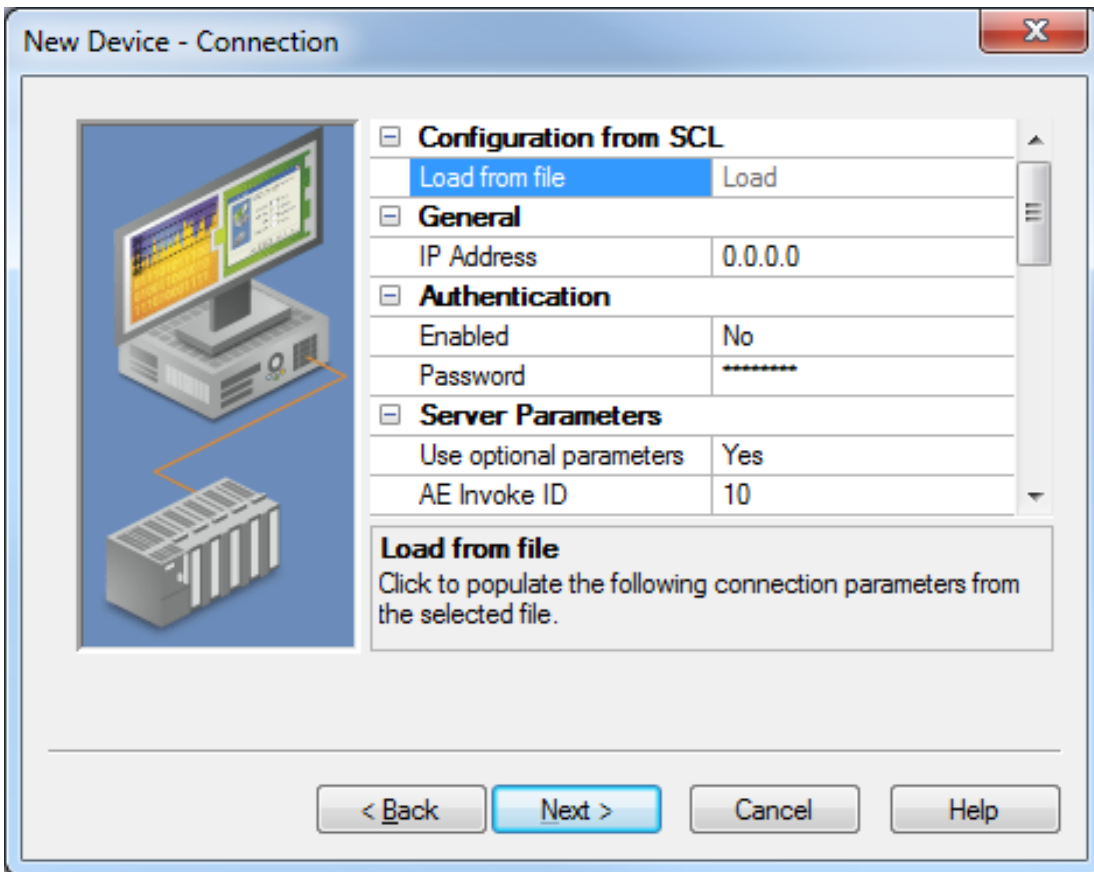 New Device - Connection
x
Configuration from SCL
Load from file Load
General
IP Address 0.0.0.0
Authentication
Enabled No
Password ********
Server Parameters
Use optional parameters Yes
AE Invoke ID 10
Load from file
Click to populate the following connection parameters from
the selected file.
< Back Next > Cancel Help